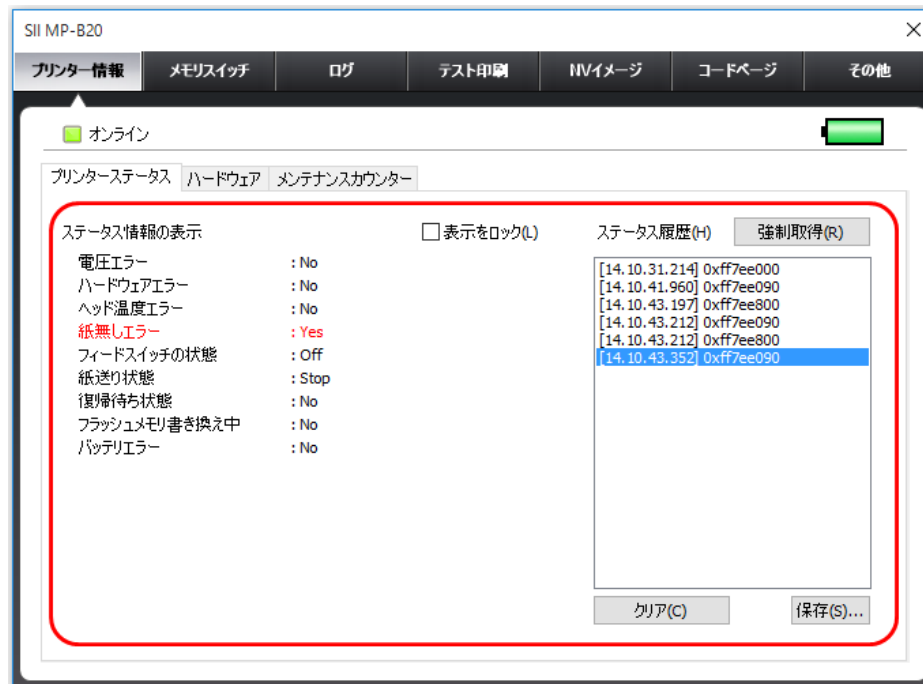 SII MP-B20
プリンター情報 メモリスイッチ ログ テスト印刷 NVイメージ コードページ その他
オンライン
プリンターステータス ハードウェア メンテナンスカウンター
ステータス情報の表示 表示をロック(L) ステータス履歴(H) 強制取得(R)
電圧エラー : No
ハードウェアエラー : No
ヘッド温度エラー : No
紙無しエラー : Yes
フィードスイッチの状態 : Off
紙送り状態 : Stop
復帰待ち状態 : No
フラッシュメモリ書き換え中 : No
バッテリエラー : No
[14.10.31.214] 0xff7ee000
[14.10.41.960] 0xff7ee090
[14.10.43.197] 0xff7ee800
[14.10.43.212] 0xff7ee090
[14.10.43.212] 0xff7ee800
[14.10.43.352] 0xff7ee090
クリア(C) 保存(S)...